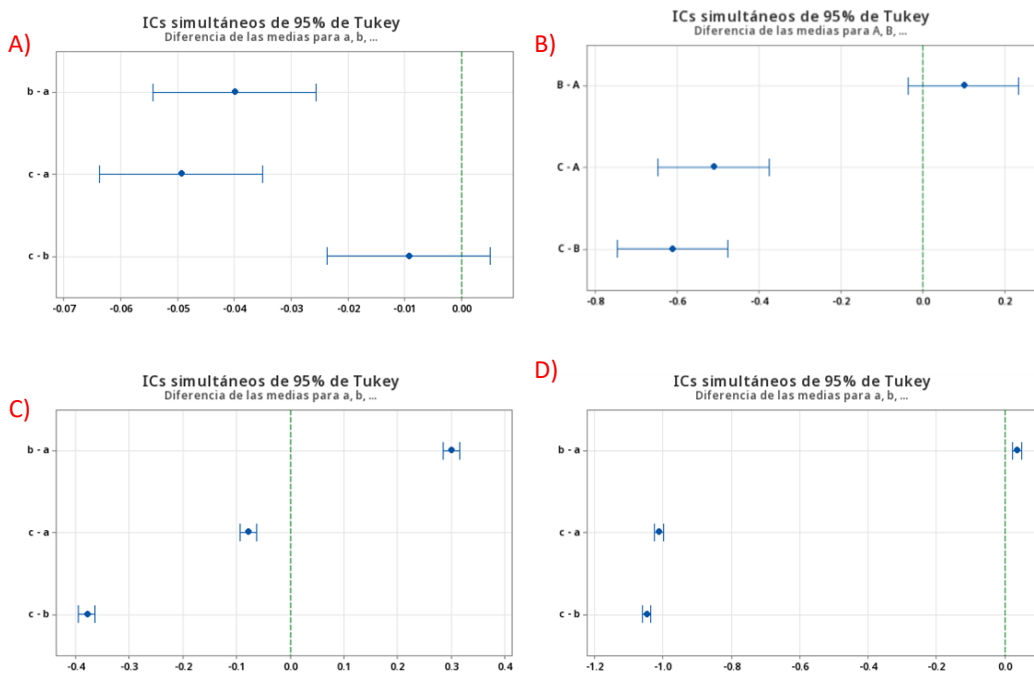 A)
ICs simultáneos de 95% de Tukey
Diferencia de las medias para a, b, ...
b - a
c - a
c - b
-0.07 -0.06 -0.05 -0.04 -0.03 -0.02 -0.01 0.00
B)
ICs simultáneos de 95% de Tukey
Diferencia de las medias para A, B, ...
B - A
C - A
C - B
-0.8 -0.6 -0.4 -0.2 0.0 0.2
C)
ICs simultáneos de 95% de Tukey
Diferencia de las medias para a, b, ...
b - a
c - a
c - b
-0.4 -0.3 -0.2 -0.1 0.0 0.1 0.2 0.3 0.4
D)
ICs simultáneos de 95% de Tukey
Diferencia de las medias para a, b, ...
b - a
c - a
c - b
-1.2 -1.0 -0.8 -0.6 -0.4 -0.2 0.0